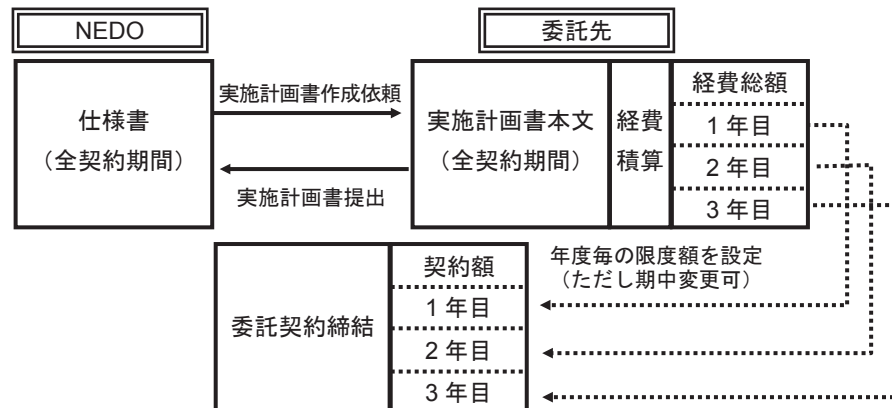 NEDO
委託先
仕様書
（全契約期間）
実施計画書作成依頼
実施計画書提出
実施計画書本文
（全契約期間）
経費
積算
経費総額
1 年目
2 年目
3 年目
委託契約締結
契約額
1 年目
2 年目
3 年目
年度毎の限度額を設定
（ただし期中変更可）